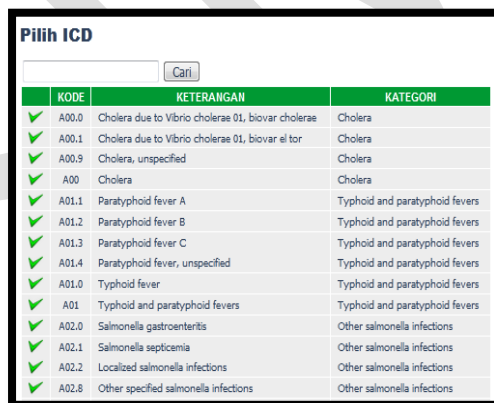 Pilih ICD
Cari
KODE KETERANGAN KATEGORI
A00.0 Cholera due to Vibrio cholerae 01, biovar cholerae Cholera
A00.1 Cholera due to Vibrio cholerae 01, biovar el tor Cholera
A00.9 Cholera, unspecified Cholera
A00 Cholera Cholera
A01.1 Paratyphoid fever A Typhoid and paratyphoid fevers
A01.2 Paratyphoid fever B Typhoid and paratyphoid fevers
A01.3 Paratyphoid fever C Typhoid and paratyphoid fevers
A01.4 Paratyphoid fever, unspecified Typhoid and paratyphoid fevers
A01.0 Typhoid fever Typhoid and paratyphoid fevers
A01 Typhoid and paratyphoid fevers Typhoid and paratyphoid fevers
A02.0 Salmonella gastroenteritis Other salmonella infections
A02.1 Salmonella septicemia Other salmonella infections
A02.2 Localized salmonella infections Other salmonella infections
A02.8 Other specified salmonella infections Other salmonella infections